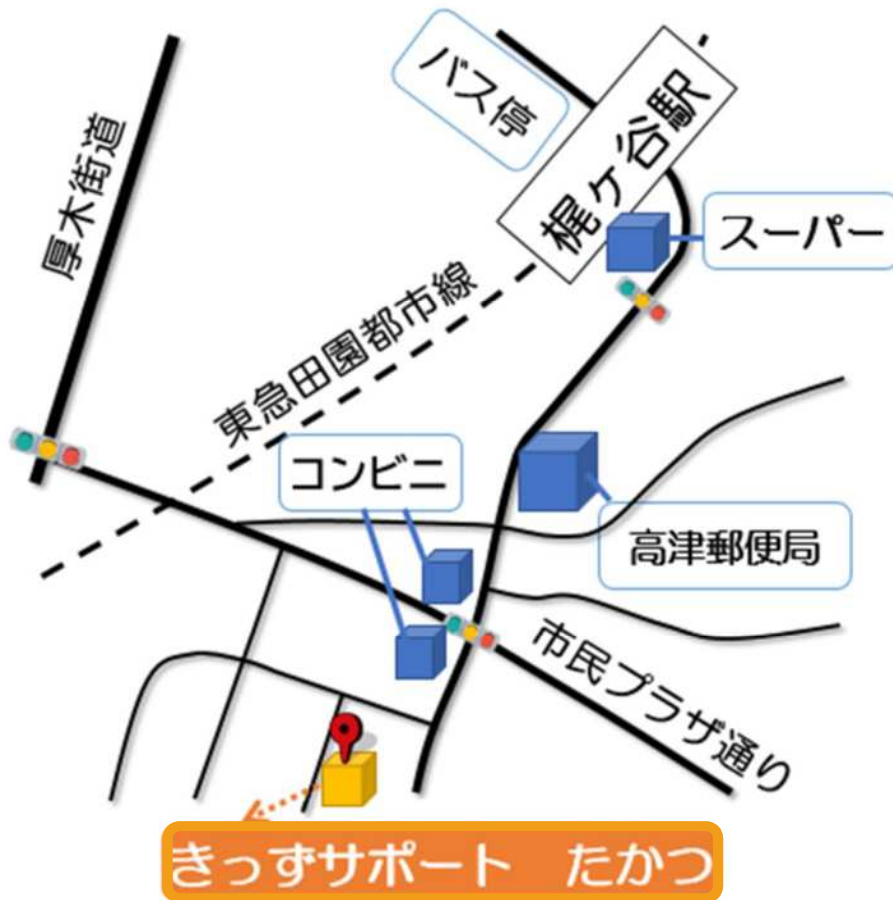 バス停
梶ヶ谷駅
厚木街道
スーパー
東急田園都市線
コンビニ
高津郵便局
市民プラザ通り
きっずサポート　たかつ